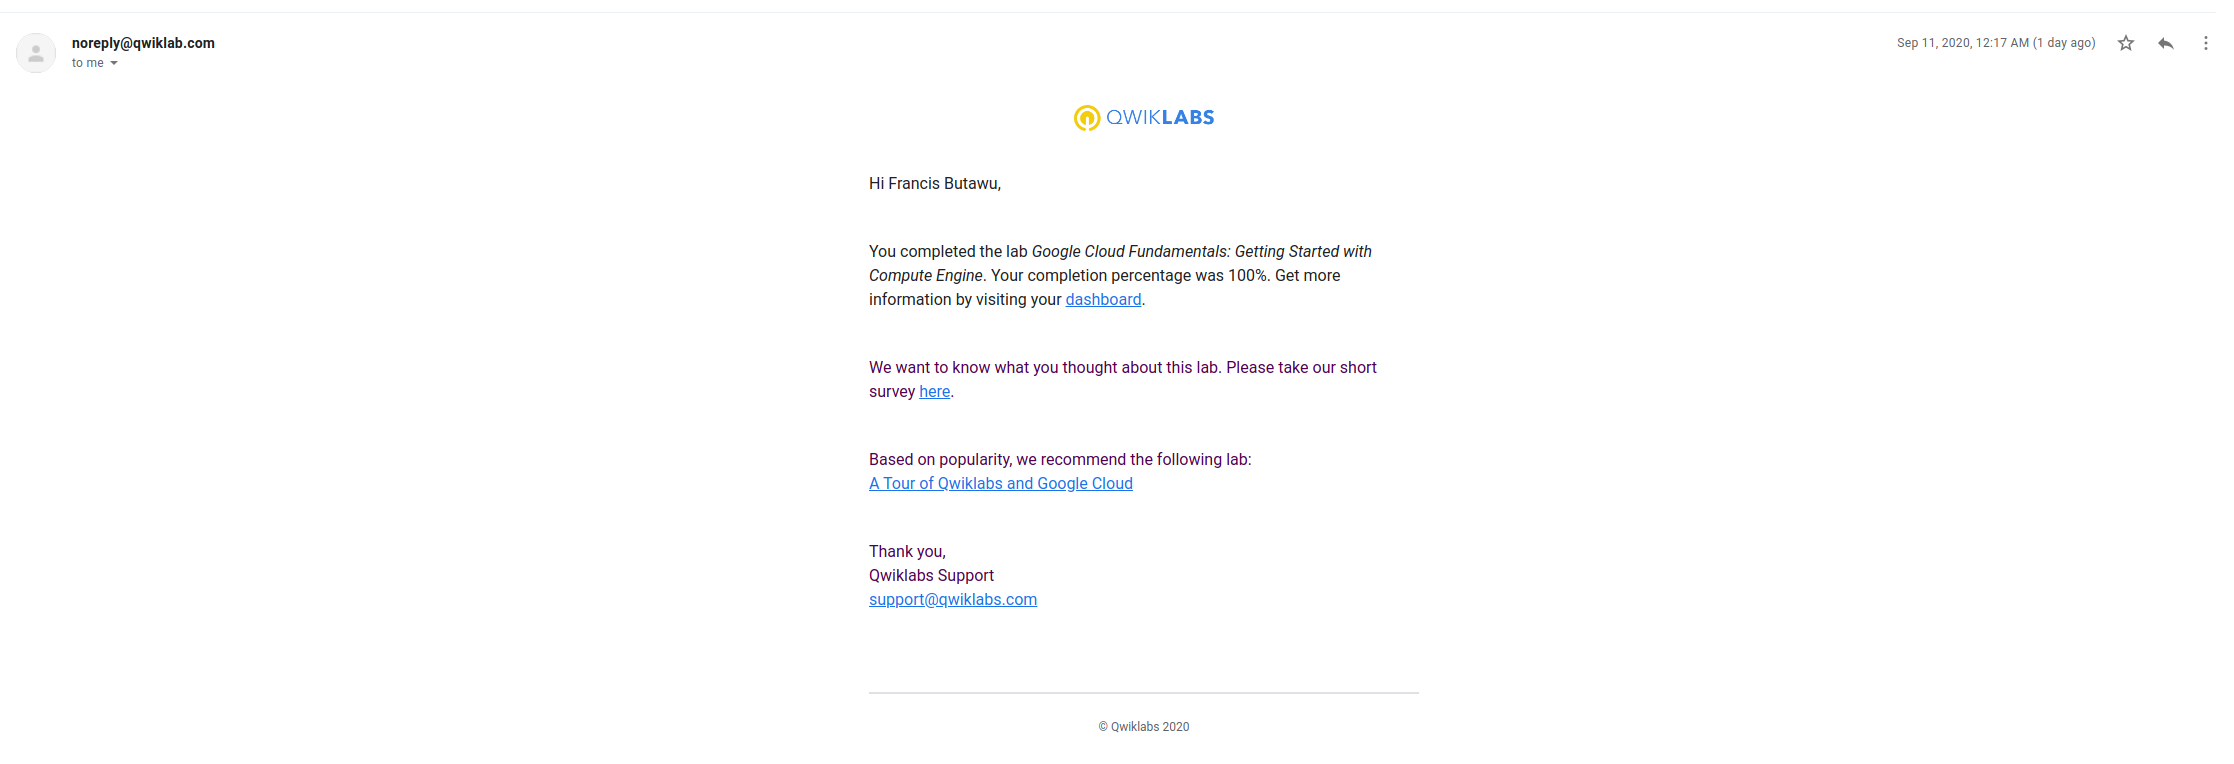 noreply@qwiklab.com
Sep 11, 2020, 12:17 AM (1 day ago)
to me
QWIKLABS
Hi Francis Butawu,
You completed the lab Google Cloud Fundamentals: Getting Started with
Compute Engine. Your completion percentage was 100%. Get more
information by visiting your dashboard.
We want to know what you thought about this lab. Please take our short
survey here.
Based on popularity, we recommend the following lab:
A Tour of Qwiklabs and Google Cloud
Thank you,
Qwiklabs Support
support@qwiklabs.com
© Qwiklabs 2020